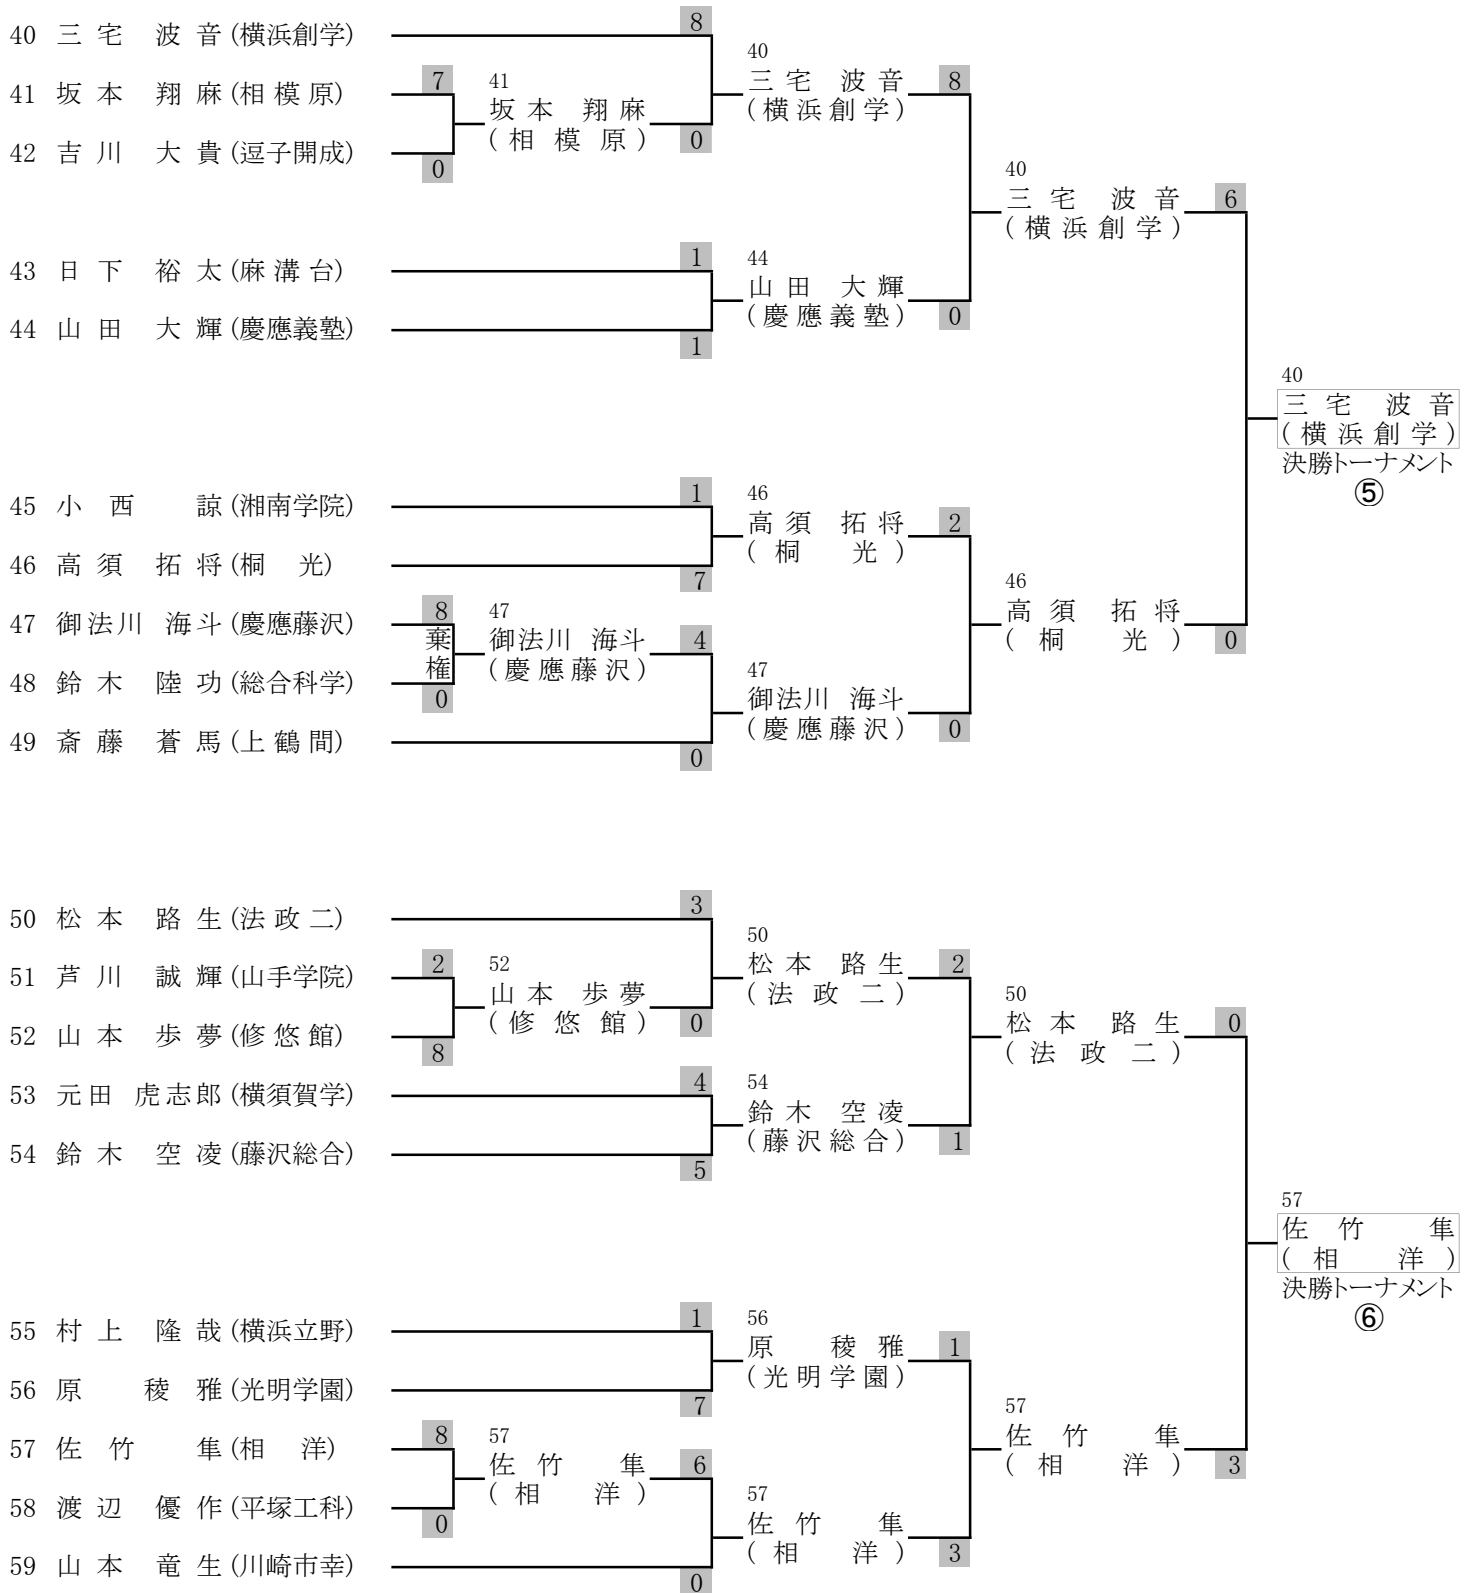 40 三宅 波音 (横浜創学)
8
40
三宅 波音
(横浜創学)
8
41 坂本 翔麻 (相模原)
7
41
坂本 翔麻
(相模原)
0
42 吉川 大貴 (逗子開成)
0
40
三宅 波音
(横浜創学)
6
43 日下 裕太 (麻溝台)
1
44
山田 大輝
(慶應義塾)
0
44 山田 大輝 (慶應義塾)
1
40
三宅 波音
(横浜創学)
決勝トーナメント
⑤
45 小西 諒 (湘南学院)
1
46
高須 拓将
(桐光)
2
46 高須 拓将 (桐光)
7
46
高須 拓将
(桐光)
0
47 御法川 海斗 (慶應藤沢)
8
棄権
47
御法川 海斗
(慶應藤沢)
4
48 鈴木 陸功 (総合科学)
0
47
御法川 海斗
(慶應藤沢)
0
49 斎藤 蒼馬 (上鶴間)
0
50 松本 路生 (法政二)
3
50
松本 路生
(法政二)
2
51 芦川 誠輝 (山手学院)
2
52
山本 歩夢
(修悠館)
0
52 山本 歩夢 (修悠館)
8
50
松本 路生
(法政二)
0
53 元田 虎志郎 (横須賀学)
4
54
鈴木 空凌
(藤沢総合)
1
54 鈴木 空凌 (藤沢総合)
5
57
佐竹 隼
(相洋)
決勝トーナメント
⑥
55 村上 隆哉 (横浜立野)
1
56
原 稜雅
(光明学園)
1
56 原 稜雅 (光明学園)
7
57
佐竹 隼
(相洋)
3
57 佐竹 隼 (相洋)
8
57
佐竹 隼
(相洋)
6
58 渡辺 優作 (平塚工科)
0
57
佐竹 隼
(相洋)
3
59 山本 竜生 (川崎市幸)
0